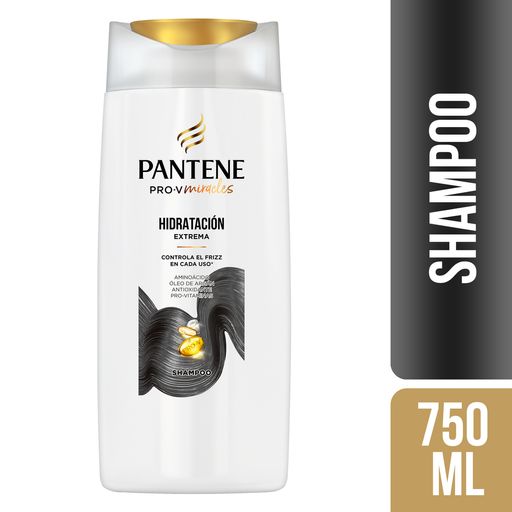 PANTENE
PRO-V miracles
HIDRATACIÓN
EXTREMA
CONTROLA EL FRIZZ
EN CADA USO*
AMINOÁCIDO
ÓLEO DE ARGÁN
ANTIOXIDANTE
PRO-VITAMINAS
SHAMPOO
SHAMPOO
750
ML